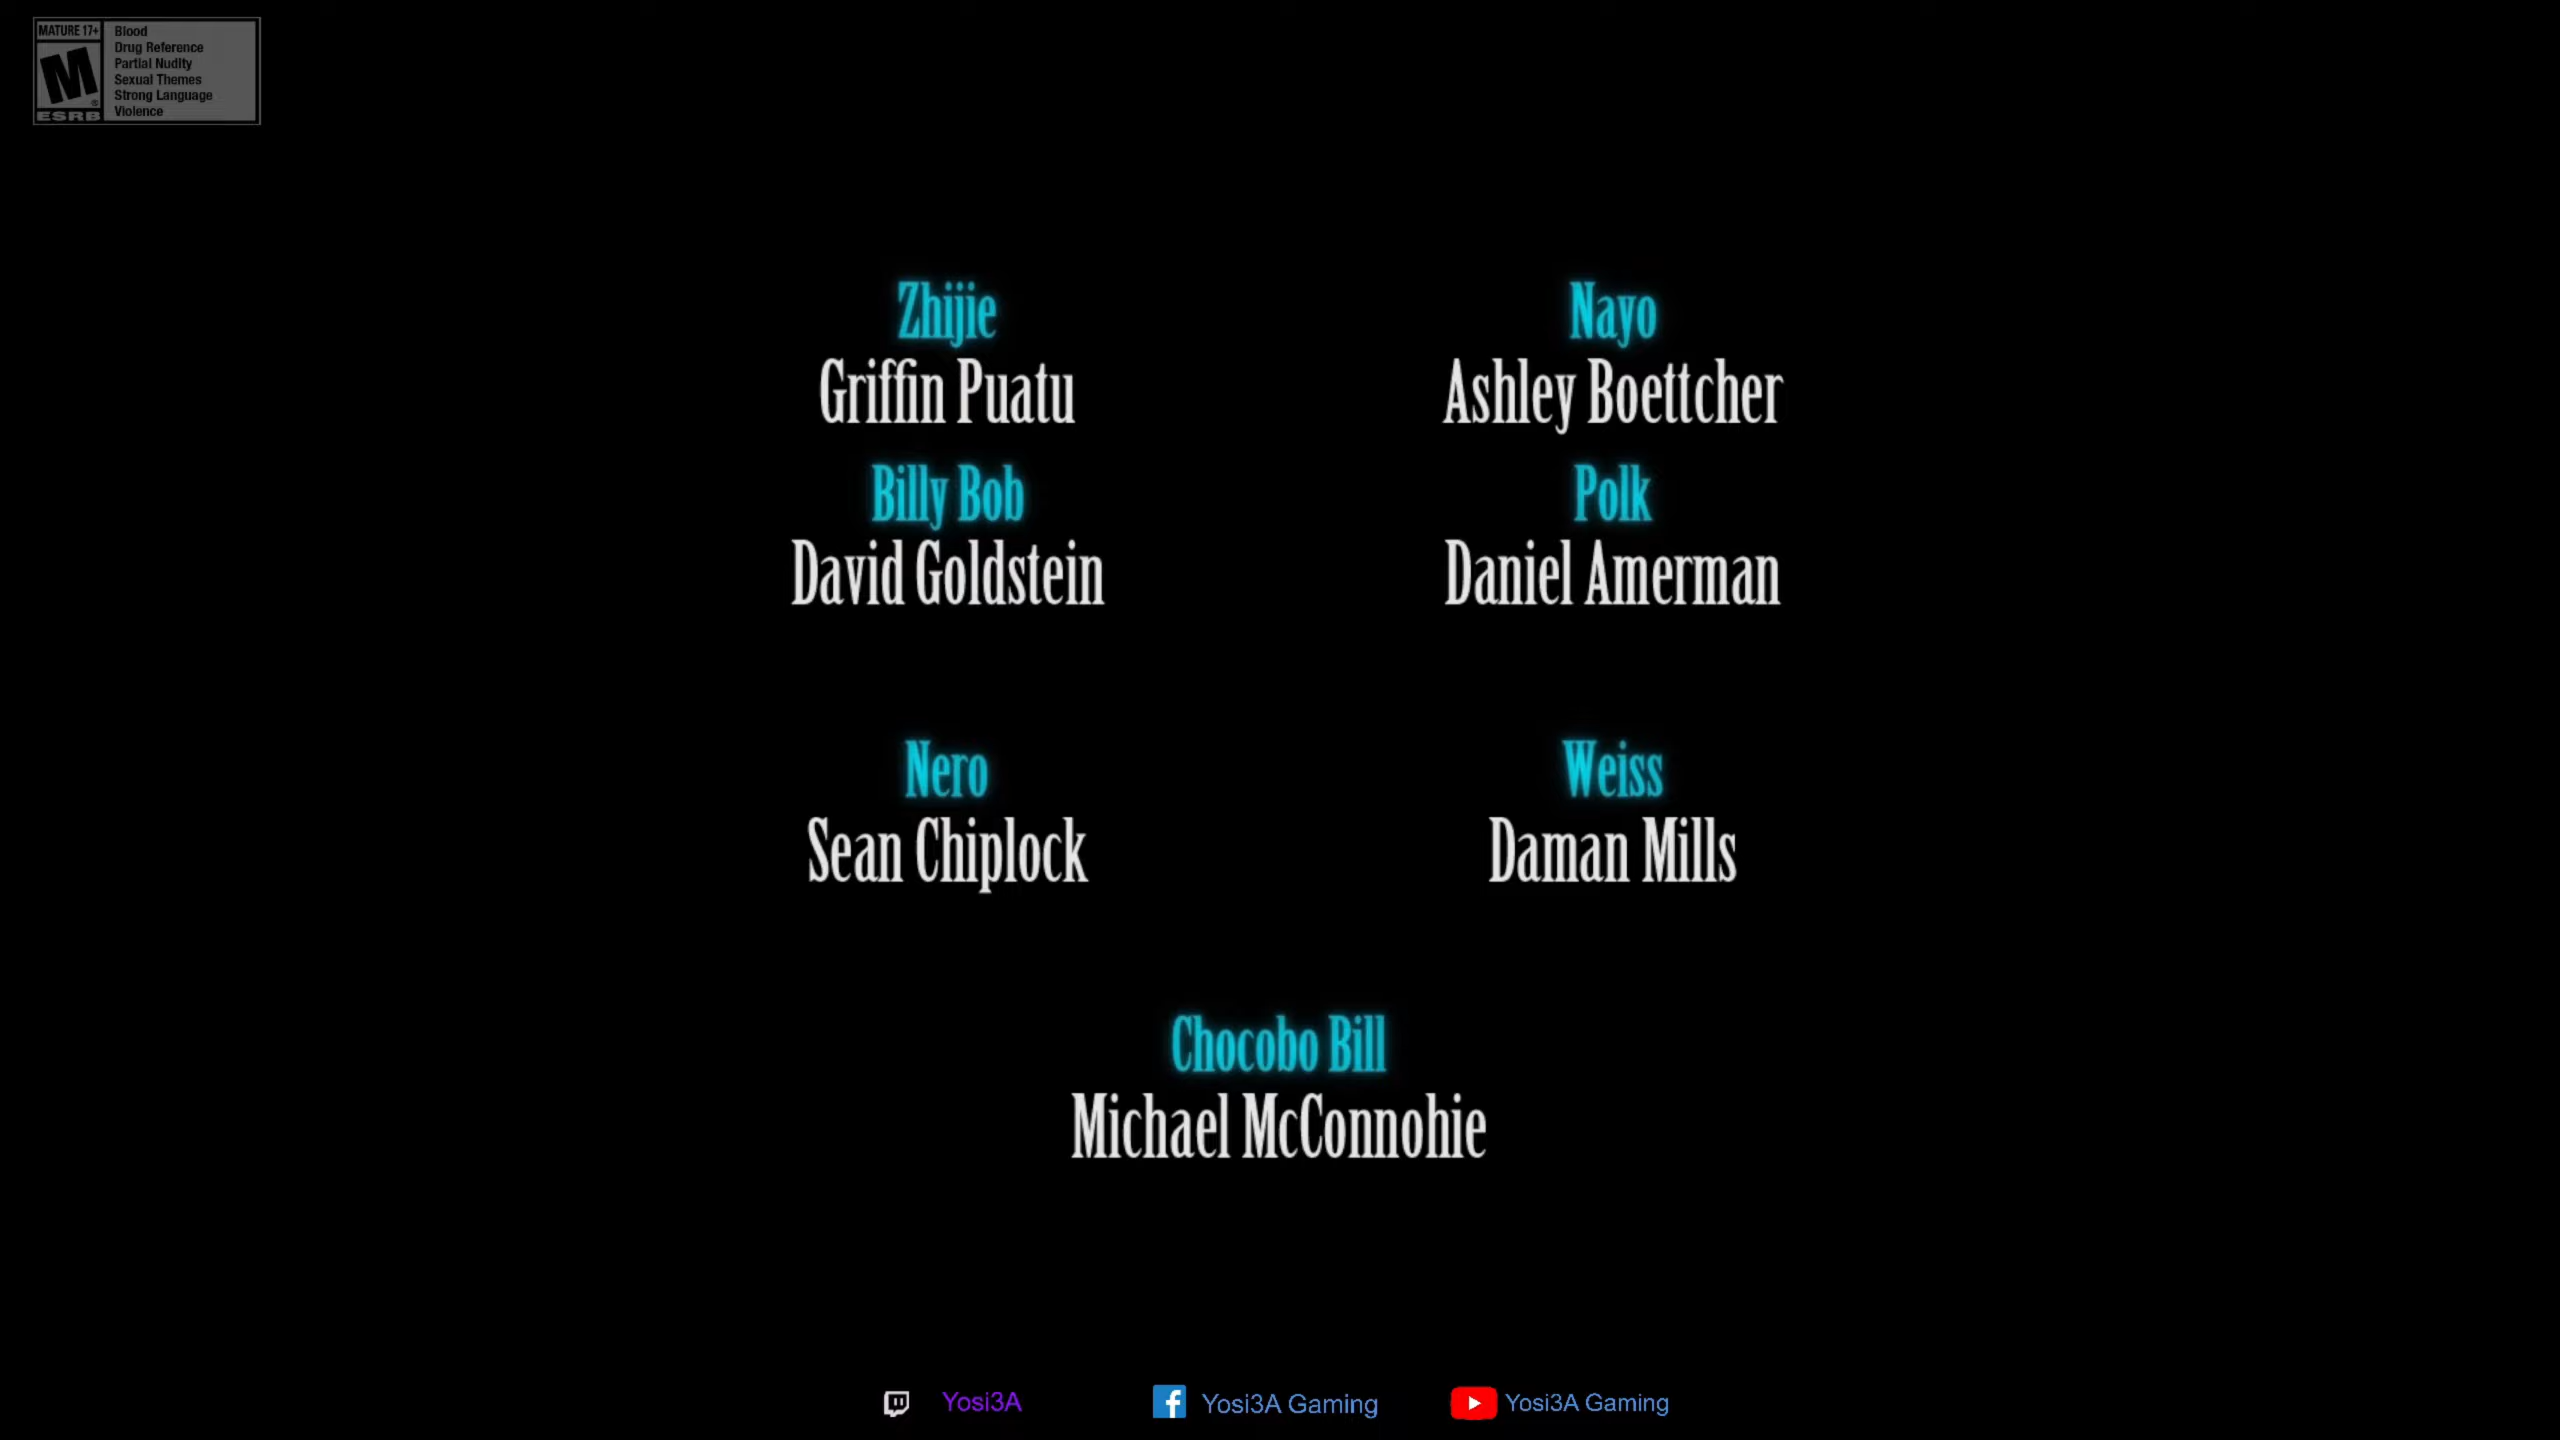 MATURE 17+
M
ESRB
Blood
Drug Reference
Partial Nudity
Sexual Themes
Strong Language
Violence
Zhijie
Griffin Puatu
Nayo
Ashley Boettcher
Billy Bob
David Goldstein
Polk
Daniel Amerman
Nero
Sean Chiplock
Weiss
Daman Mills
Chocobo Bill
Michael McConnohie
Yosi3A
Yosi3A Gaming
Yosi3A Gaming